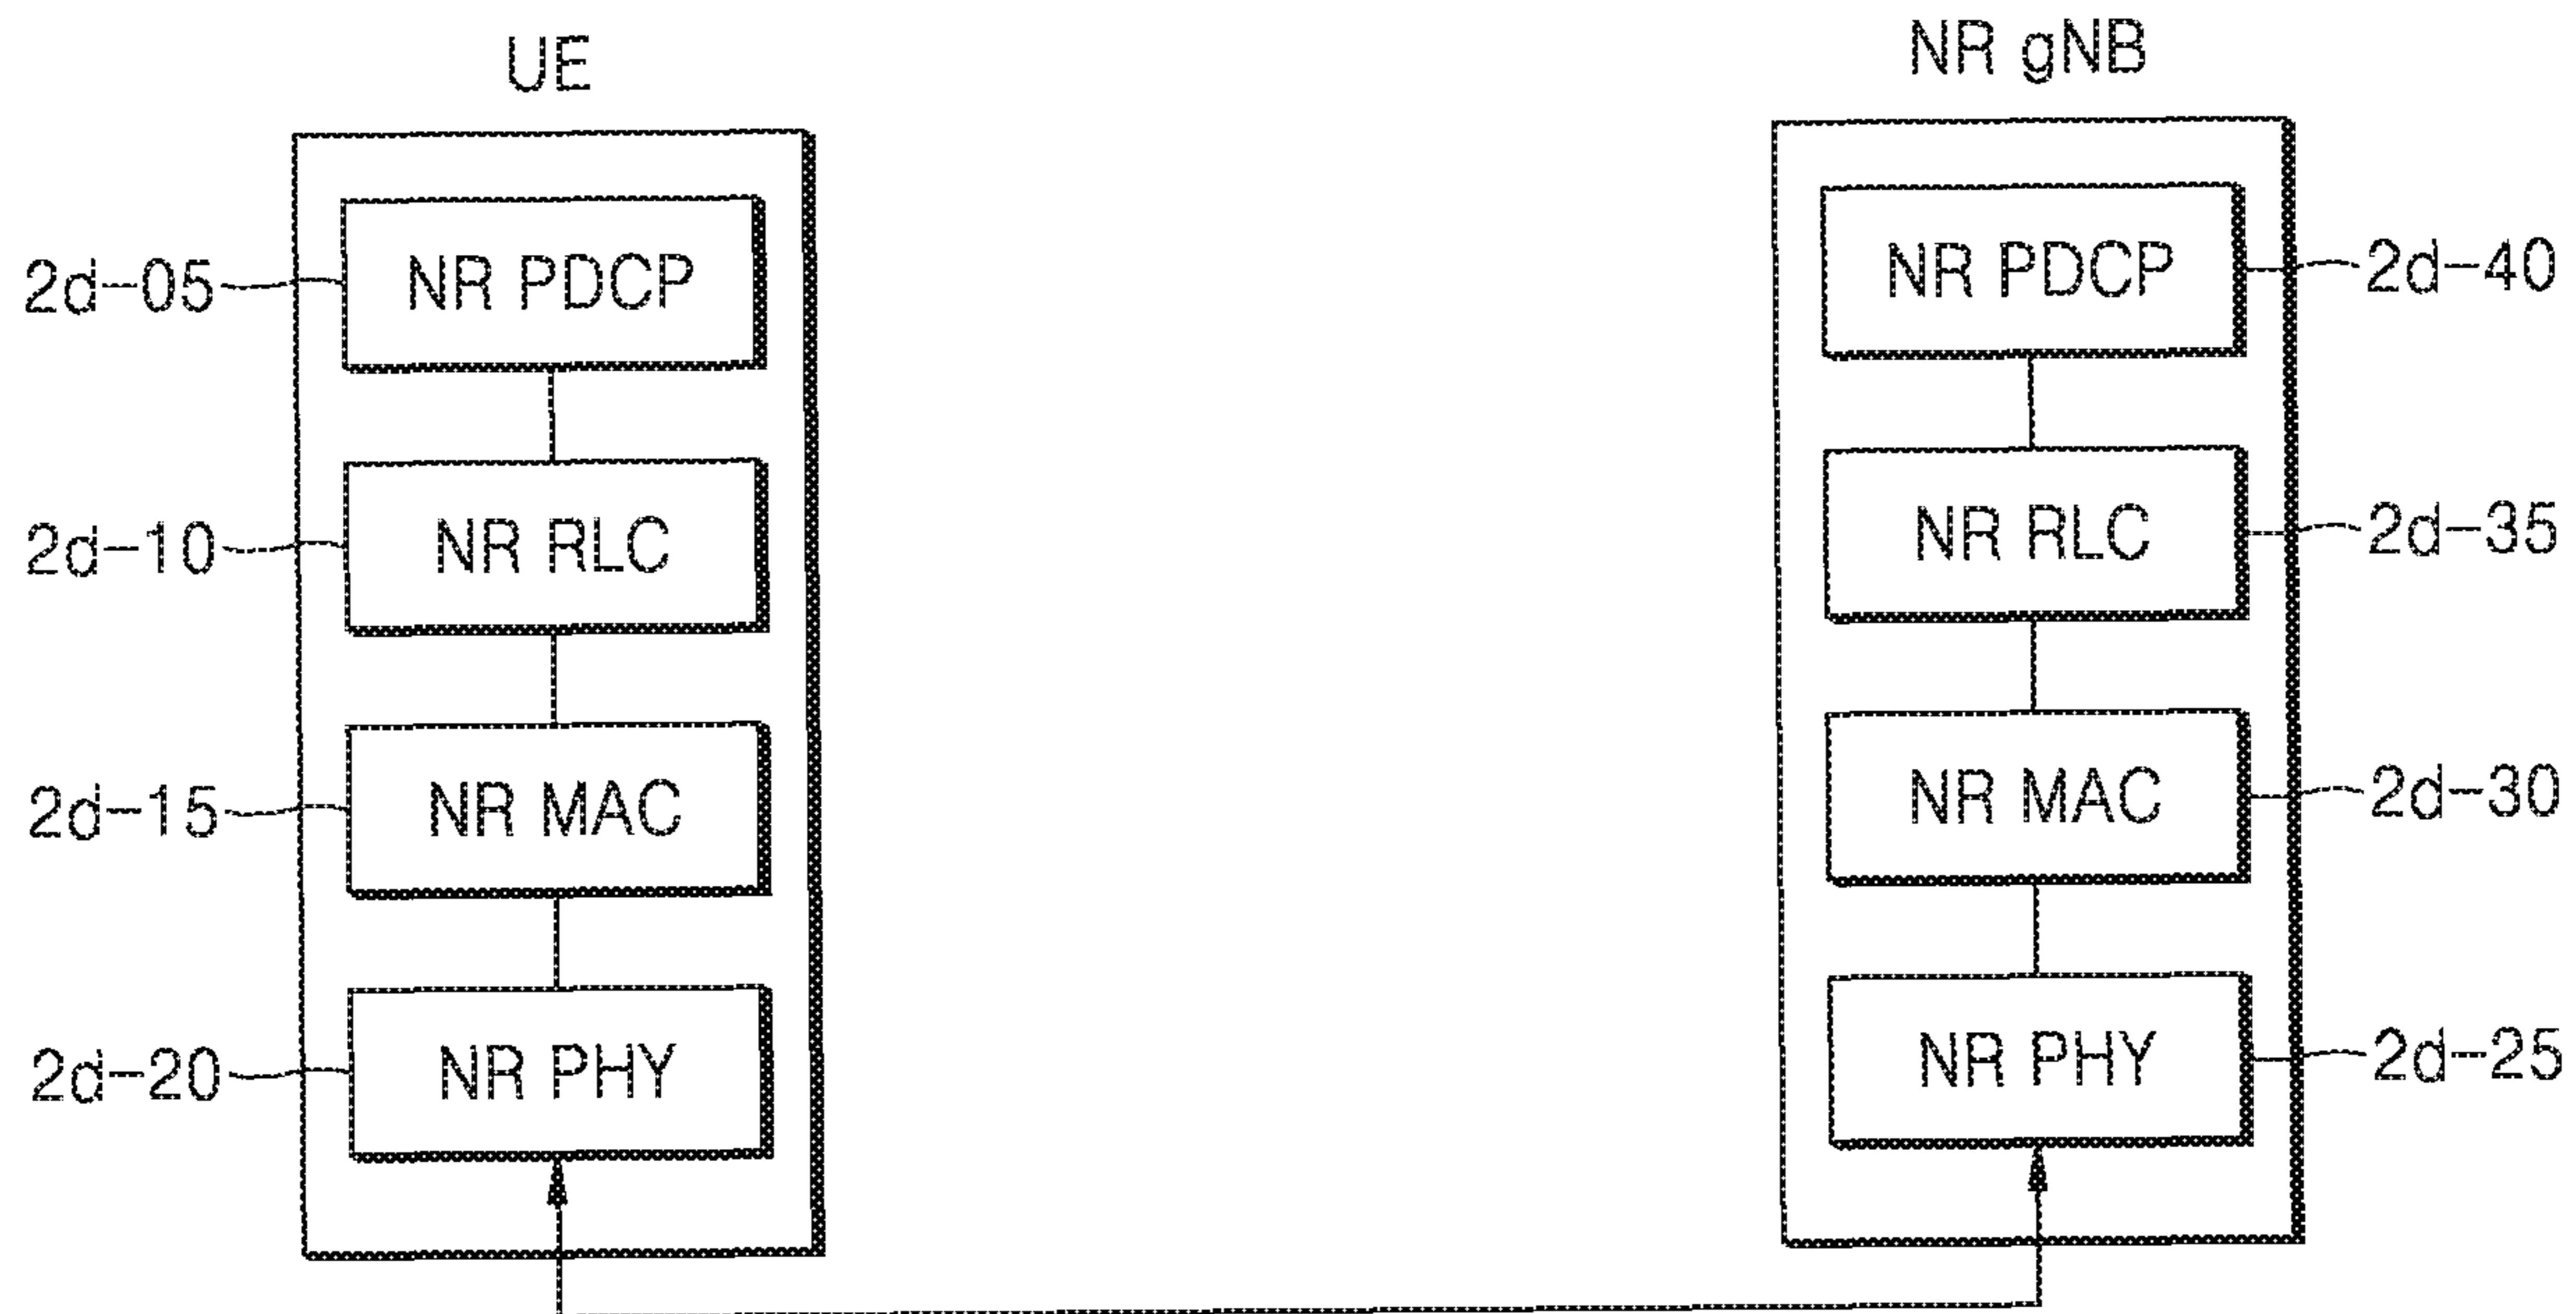 UE
NR gNB
2d-05
NR PDCP
NR PDCP
2d-40
2d-10
NR RLC
NR RLC
2d-35
2d-15
NR MAC
NR MAC
2d-30
2d-20
NR PHY
NR PHY
2d-25